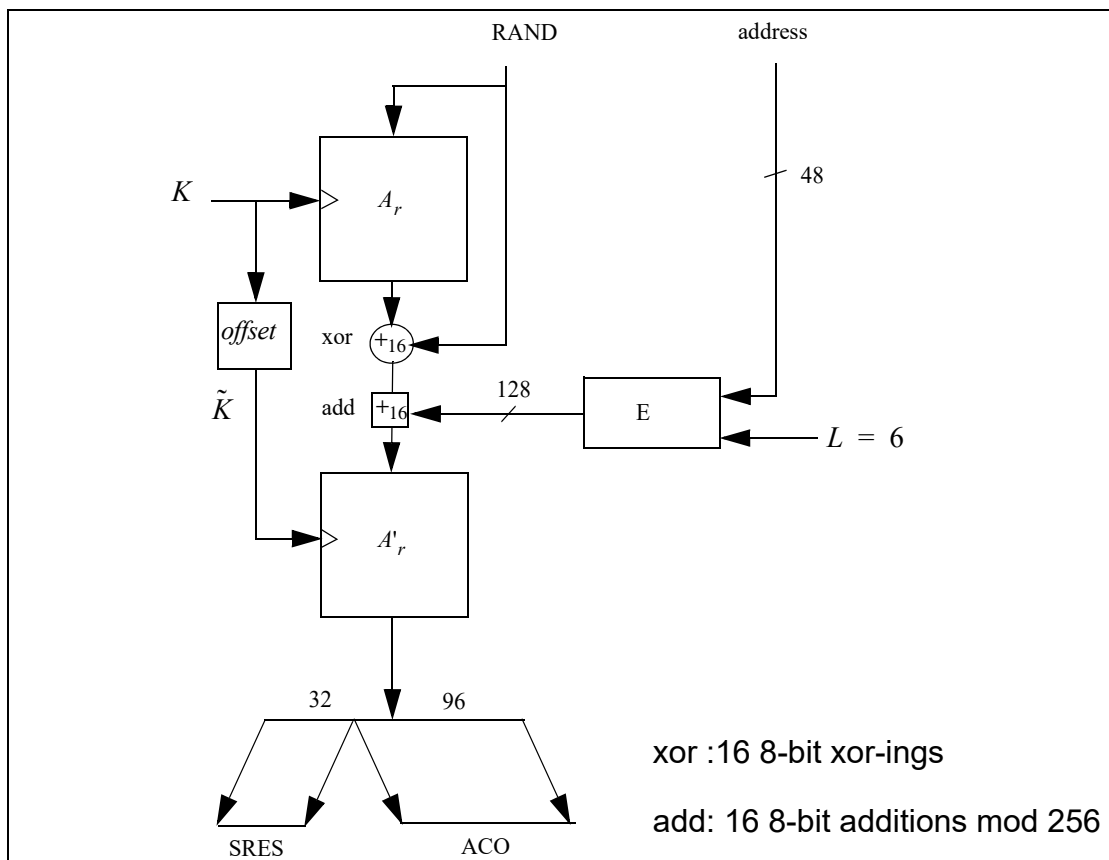 RAND
address
48
K
A_r
offset
xor
+16
K̃
add
+16
128
E
L = 6
A'_r
32
96
xor :16 8-bit xor-ings
add: 16 8-bit additions mod 256
SRES
ACO